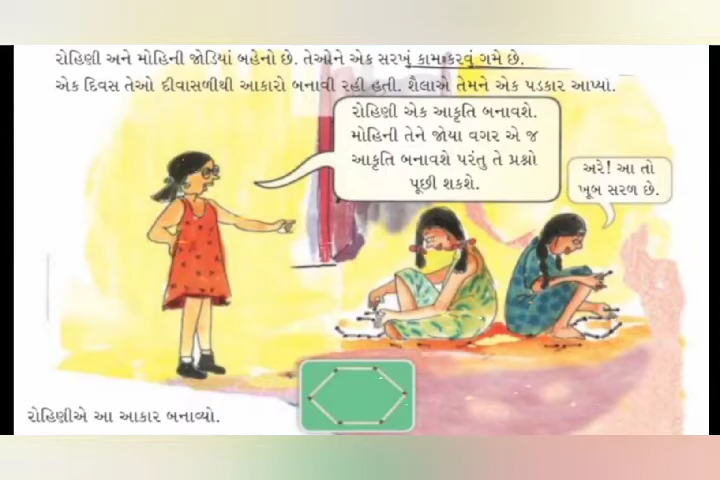 રોહિણી અને મોહિની જોડિયાં બહેનો છે. તેઓને એક સરખું કામ કરવું ગમે છે.
એક દિવસ તેઓ દીવાસળીથી આકારો બનાવી રહી હતી. શૈલાએ તેમને એક પડકાર આપ્યો.
રોહિણી એક આકૃતિ બનાવશે.
મોહિની તેને જોયા વગર એ જ
આકૃતિ બનાવશે પરંતુ તે પ્રશ્નો
પૂછી શકશે.
અરે! આ તો
ખૂબ સરળ છે.
રોહિણીએ આ આકાર બનાવ્યો.